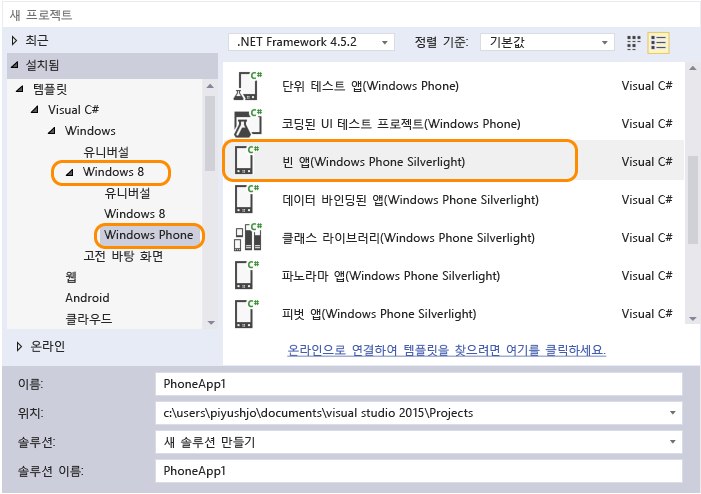 새 프로젝트
최근
.NET Framework 4.5.2
정렬 기준:
기본값
설치됨
템플릿
Visual C#
Windows
유니버설
Windows 8
유니버설
Windows 8
Windows Phone
고전 바탕 화면
웹
Android
클라우드
온라인
C# 단위 테스트 앱(Windows Phone) Visual C#
C# 코딩된 UI 테스트 프로젝트(Windows Phone) Visual C#
C# 빈 앱(Windows Phone Silverlight) Visual C#
C# 데이터 바인딩된 앱(Windows Phone Silverlight) Visual C#
C# 클래스 라이브러리(Windows Phone Silverlight) Visual C#
C# 파노라마 앱(Windows Phone Silverlight) Visual C#
C# 피벗 앱(Windows Phone Silverlight) Visual C#
온라인으로 연결하여 템플릿을 찾으려면 여기를 클릭하세요.
이름: PhoneApp1
위치: c:\users\piyushjo\documents\visual studio 2015\Projects
솔루션: 새 솔루션 만들기
솔루션 이름: PhoneApp1